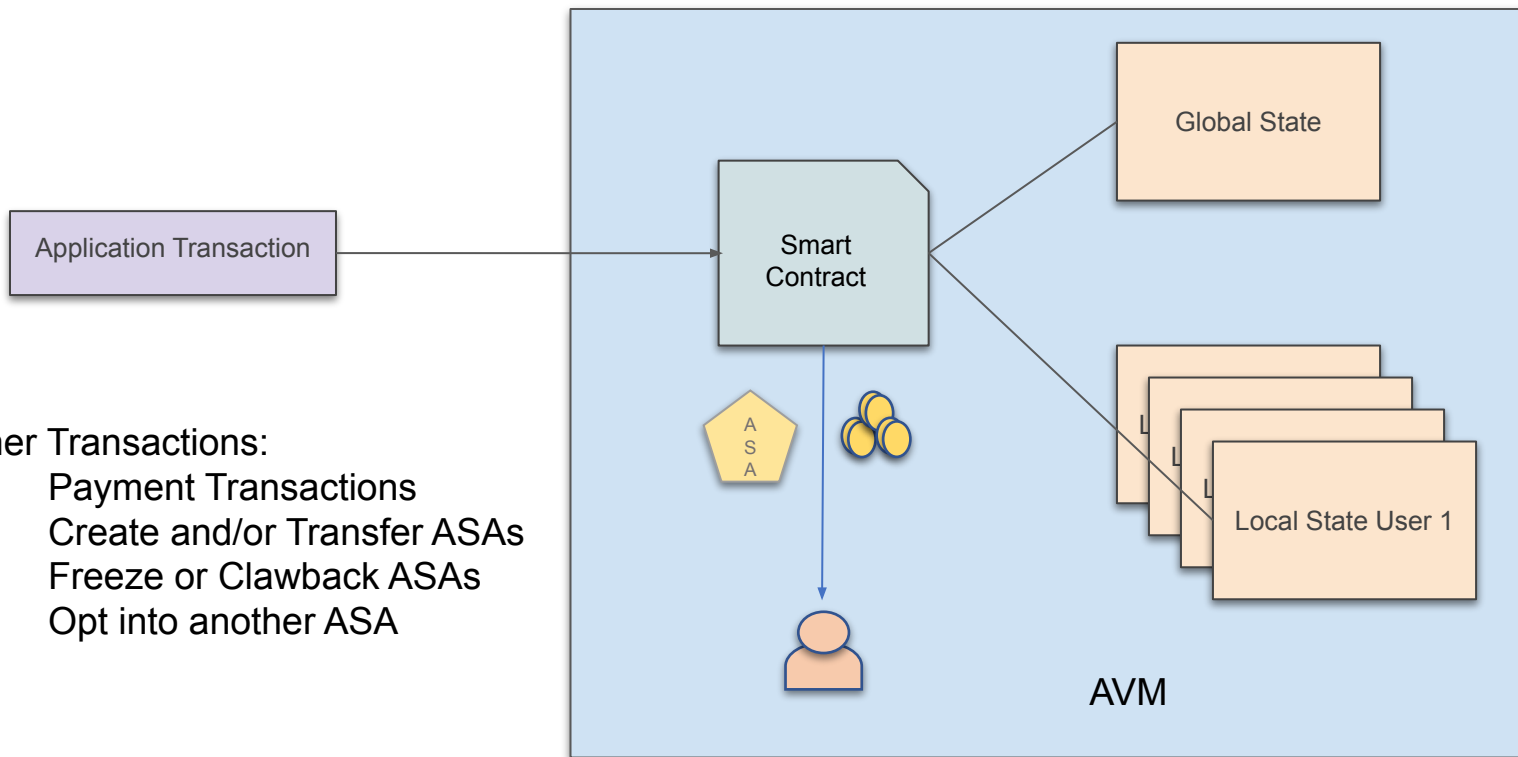 Global State
Application Transaction
Smart
Contract
A
S
A
ner Transactions:
Payment Transactions
Create and/or Transfer ASAs
Freeze or Clawback ASAs
Opt into another ASA
L
L
L
Local State User 1
AVM